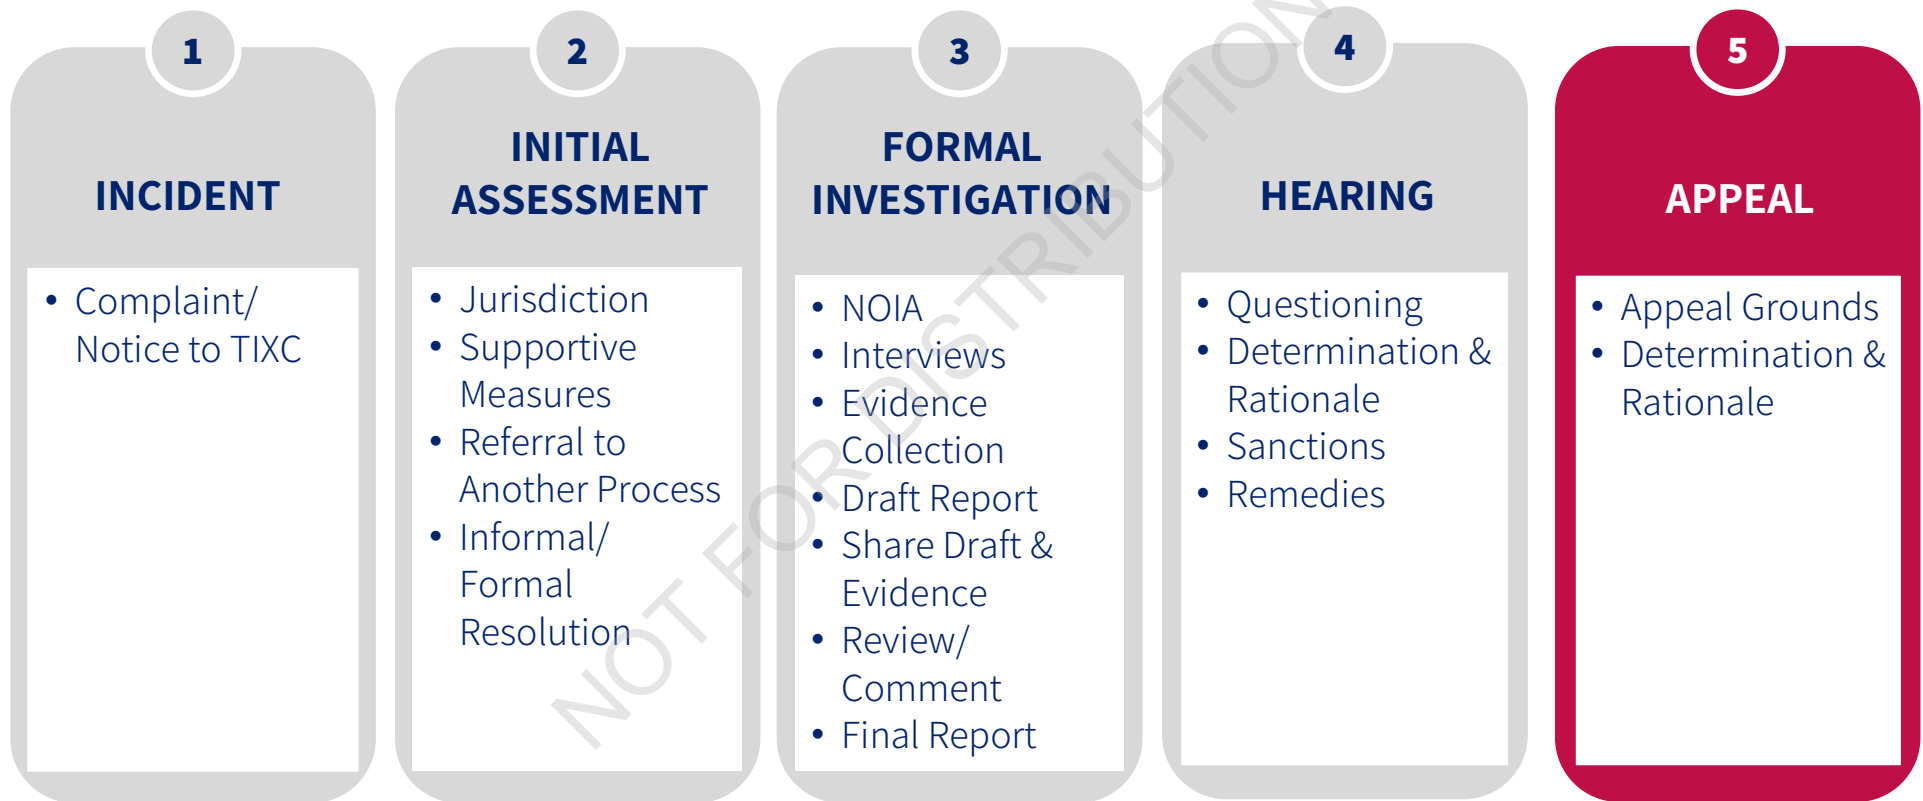 1
INCIDENT
• Complaint/
Notice to TIXC
2
INITIAL
ASSESSMENT
• Jurisdiction
• Supportive
Measures
• Referral to
Another Process
• Informal/
Formal
Resolution
3
FORMAL
INVESTIGATION
• NOIA
• Interviews
• Evidence
Collection
• Draft Report
• Share Draft &
Evidence
• Review/
Comment
• Final Report
4
HEARING
• Questioning
• Determination &
Rationale
• Sanctions
• Remedies
5
APPEAL
• Appeal Grounds
• Determination &
Rationale
NOT FOR DISTRIBUTION